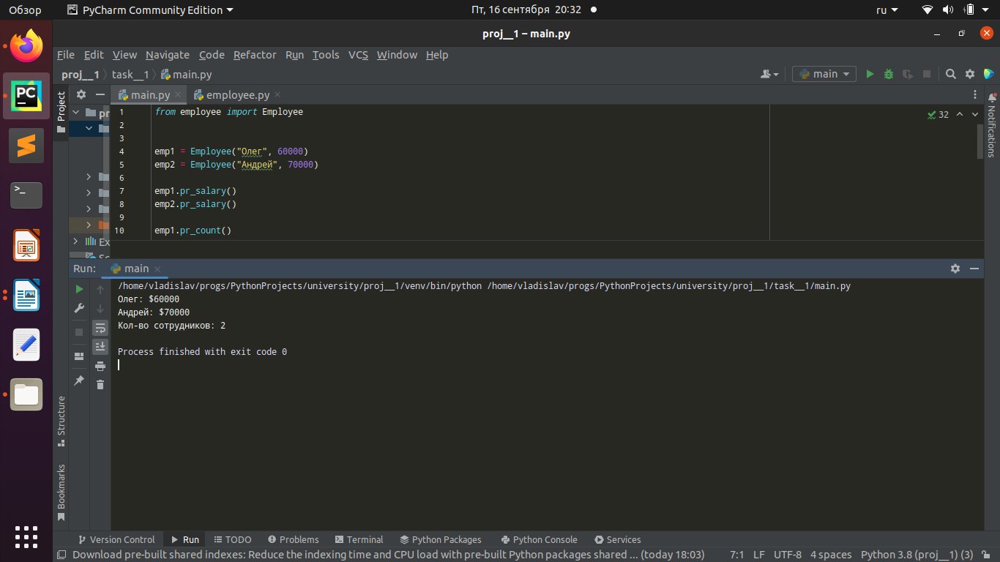 Обзор PyCharm Community Edition Пт, 16 сентября 20:32 ru
proj__1 – main.py
File Edit View Navigate Code Refactor Run Tools VCS Window Help
proj__1 task__1 main.py main
Project
main.py employee.py
pr
1 from employee import Employee
32
2
3
4 emp1 = Employee("Олег", 60000)
5 emp2 = Employee("Андрей", 70000)
6
7 emp1.pr_salary()
8 emp2.pr_salary()
9
10 emp1.pr_count()
Ex
Sc
Notifications
Run: main
/home/vladislav/progs/PythonProjects/university/proj__1/venv/bin/python /home/vladislav/progs/PythonProjects/university/proj__1/task__1/main.py
Олег: $60000
Андрей: $70000
Кол-во сотрудников: 2
Process finished with exit code 0
Structure
Bookmarks
Version Control Run TODO Problems Terminal Python Packages Python Console Services
Download pre-built shared indexes: Reduce the indexing time and CPU load with pre-built Python packages shared ... (today 18:03) 7:1 LF UTF-8 4 spaces Python 3.8 (proj__1) (3)